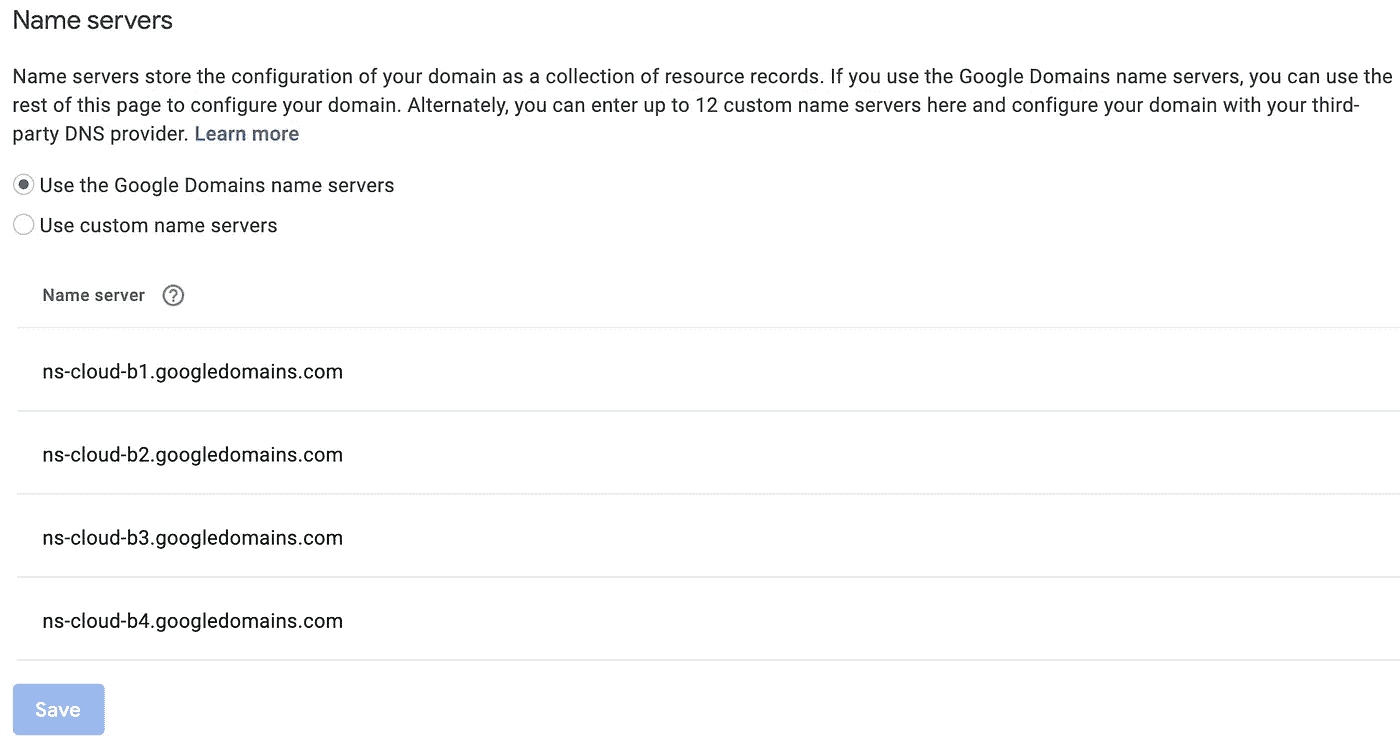 Name servers
Name servers store the configuration of your domain as a collection of resource records. If you use the Google Domains name servers, you can use the
rest of this page to configure your domain. Alternately, you can enter up to 12 custom name servers here and configure your domain with your third-
party DNS provider. Learn more
Use the Google Domains name servers
Use custom name servers
Name server ?
ns-cloud-b1.googledomains.com
ns-cloud-b2.googledomains.com
ns-cloud-b3.googledomains.com
ns-cloud-b4.googledomains.com
Save